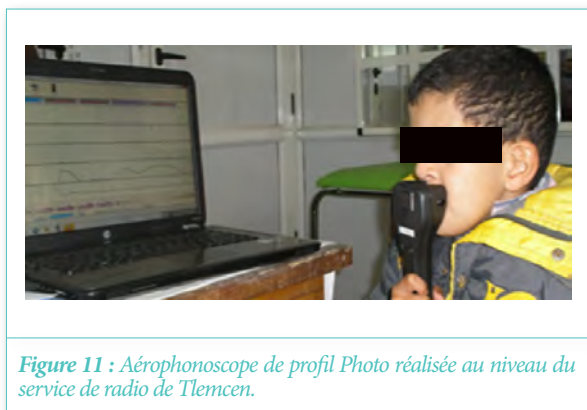 Figure 11 : Aérophonoscope de profil Photo réalisée au niveau du
service de radio de Tlemcen.